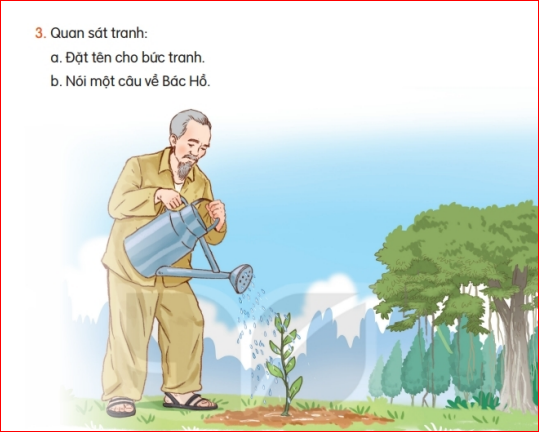 3. Quan sát tranh:
a. Đặt tên cho bức tranh.
b. Nói một câu về Bác Hồ.